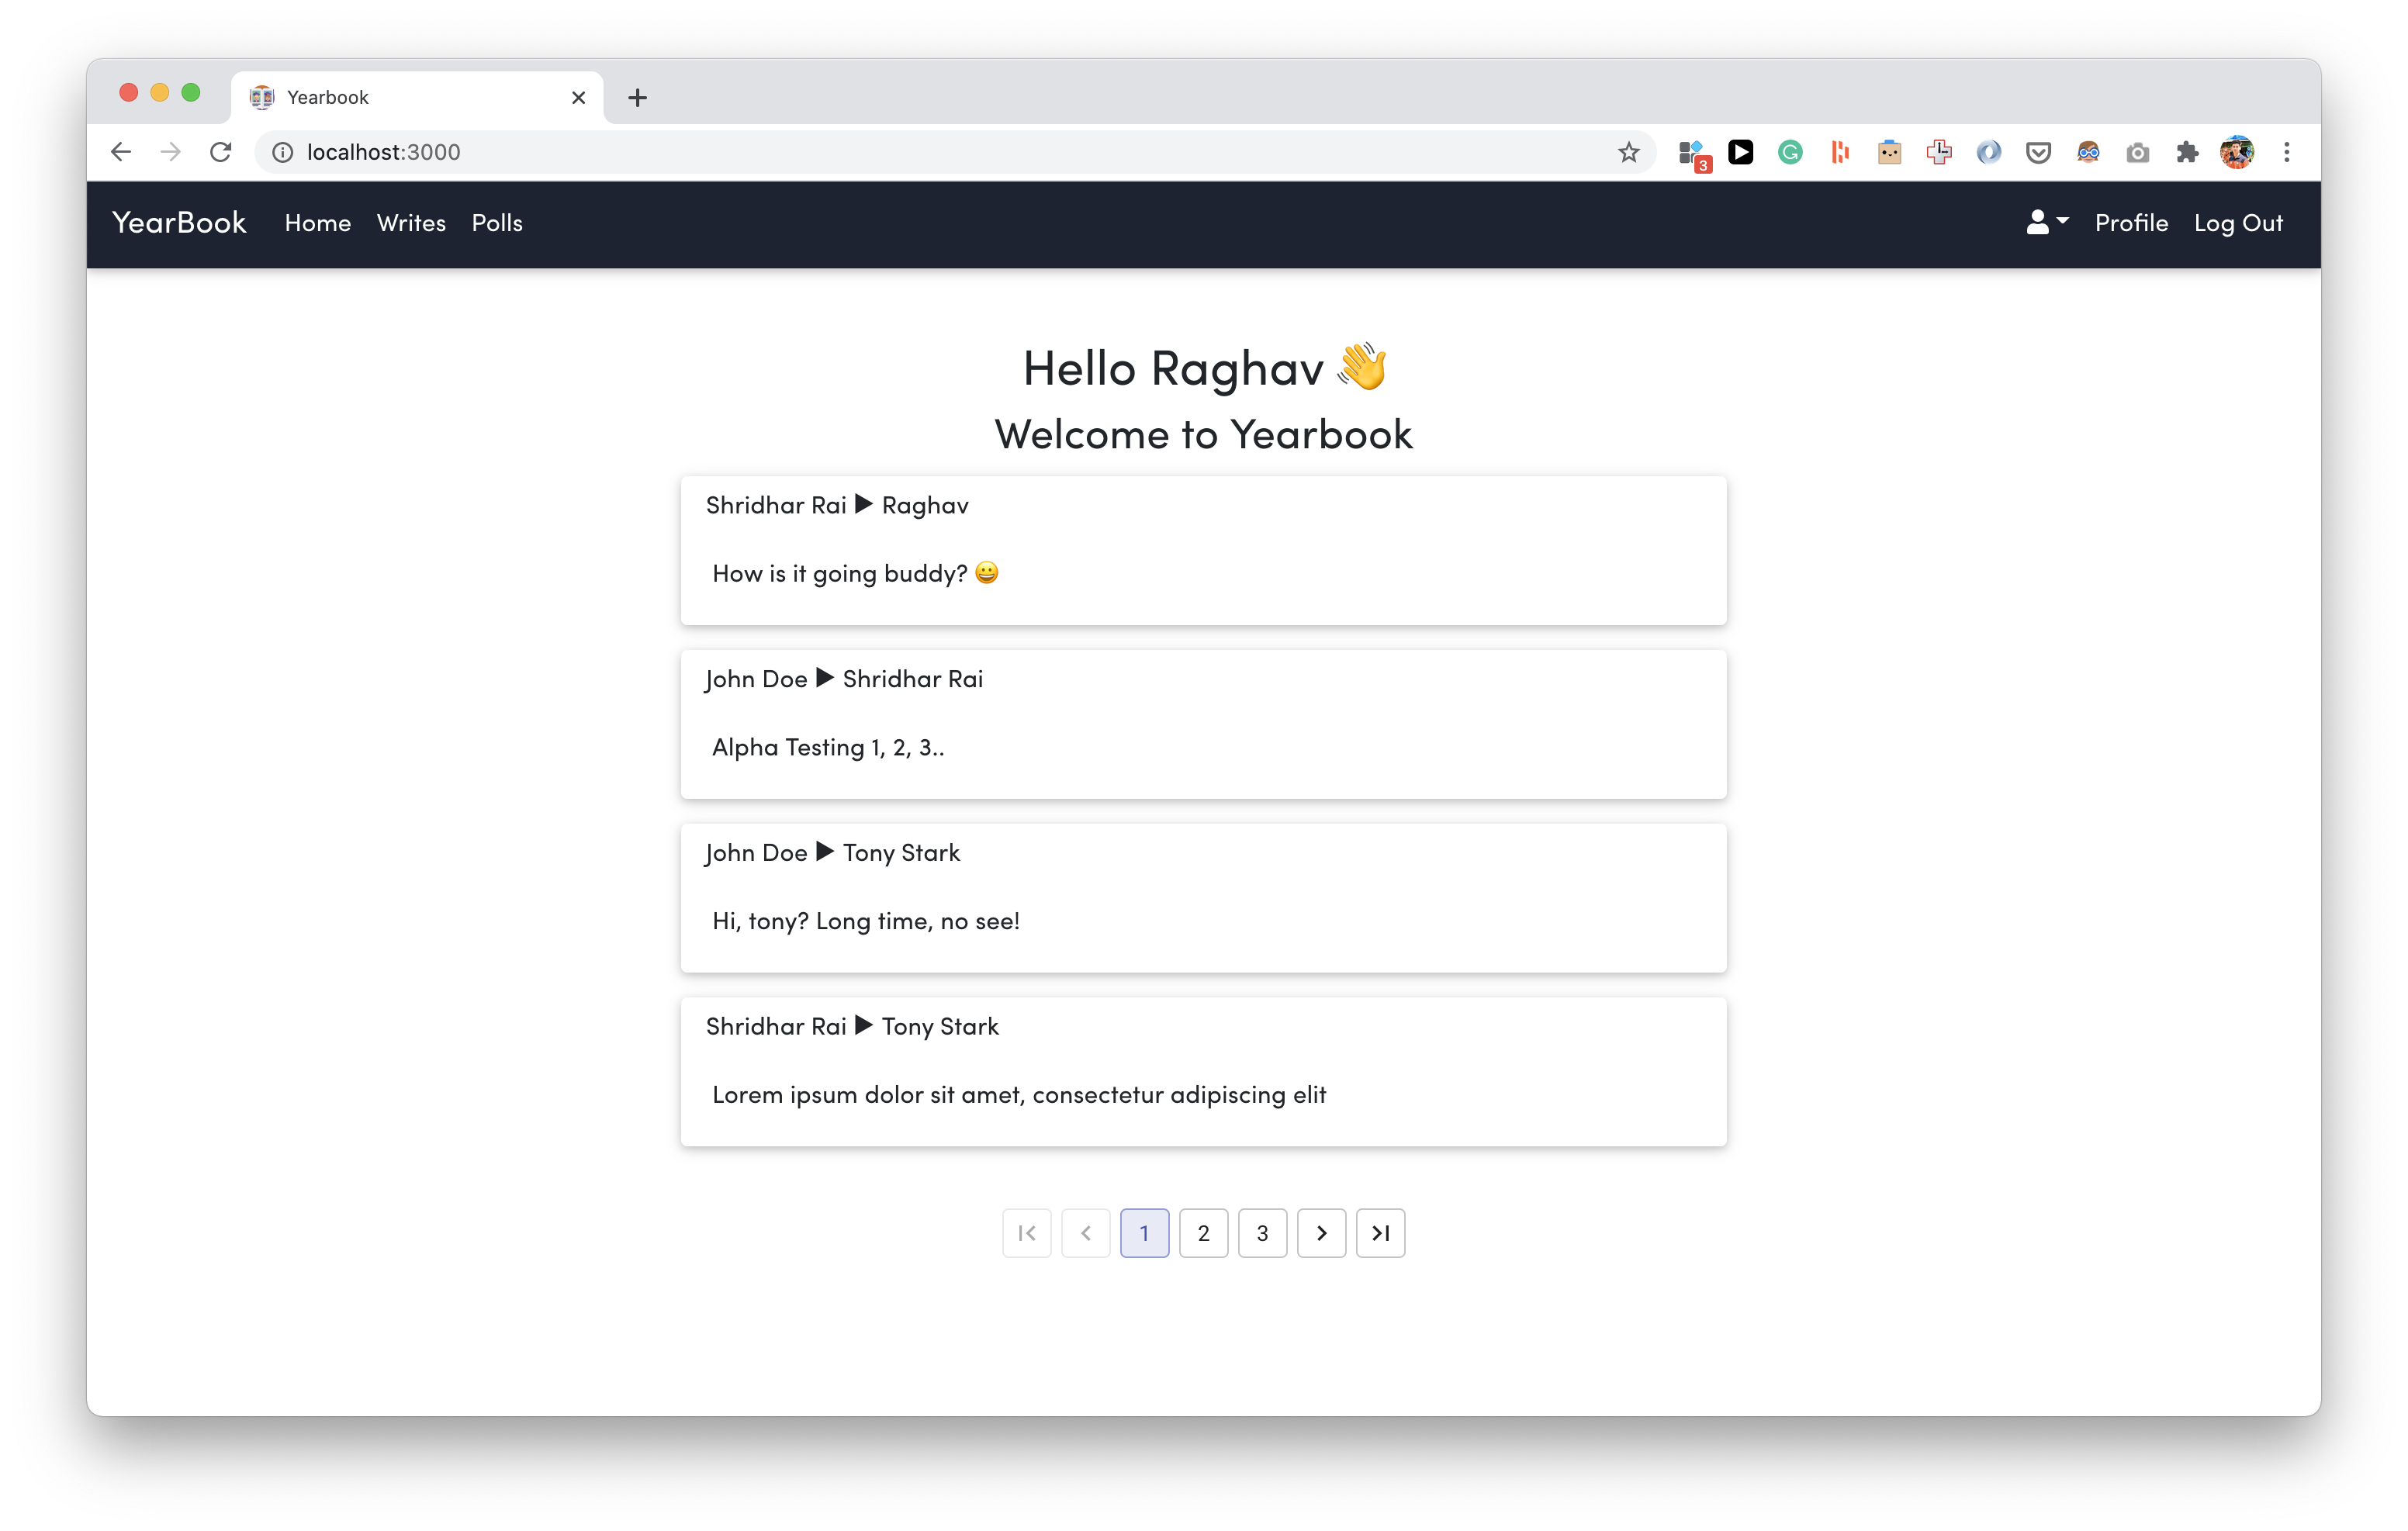 Yearbook
localhost:3000
3
YearBook Home Writes Polls Profile Log Out
Hello Raghav 👋
Welcome to Yearbook
Shridhar Rai ▶ Raghav
How is it going buddy? 😀
John Doe ▶ Shridhar Rai
Alpha Testing 1, 2, 3..
John Doe ▶ Tony Stark
Hi, tony? Long time, no see!
Shridhar Rai ▶ Tony Stark
Lorem ipsum dolor sit amet, consectetur adipiscing elit
1 2 3